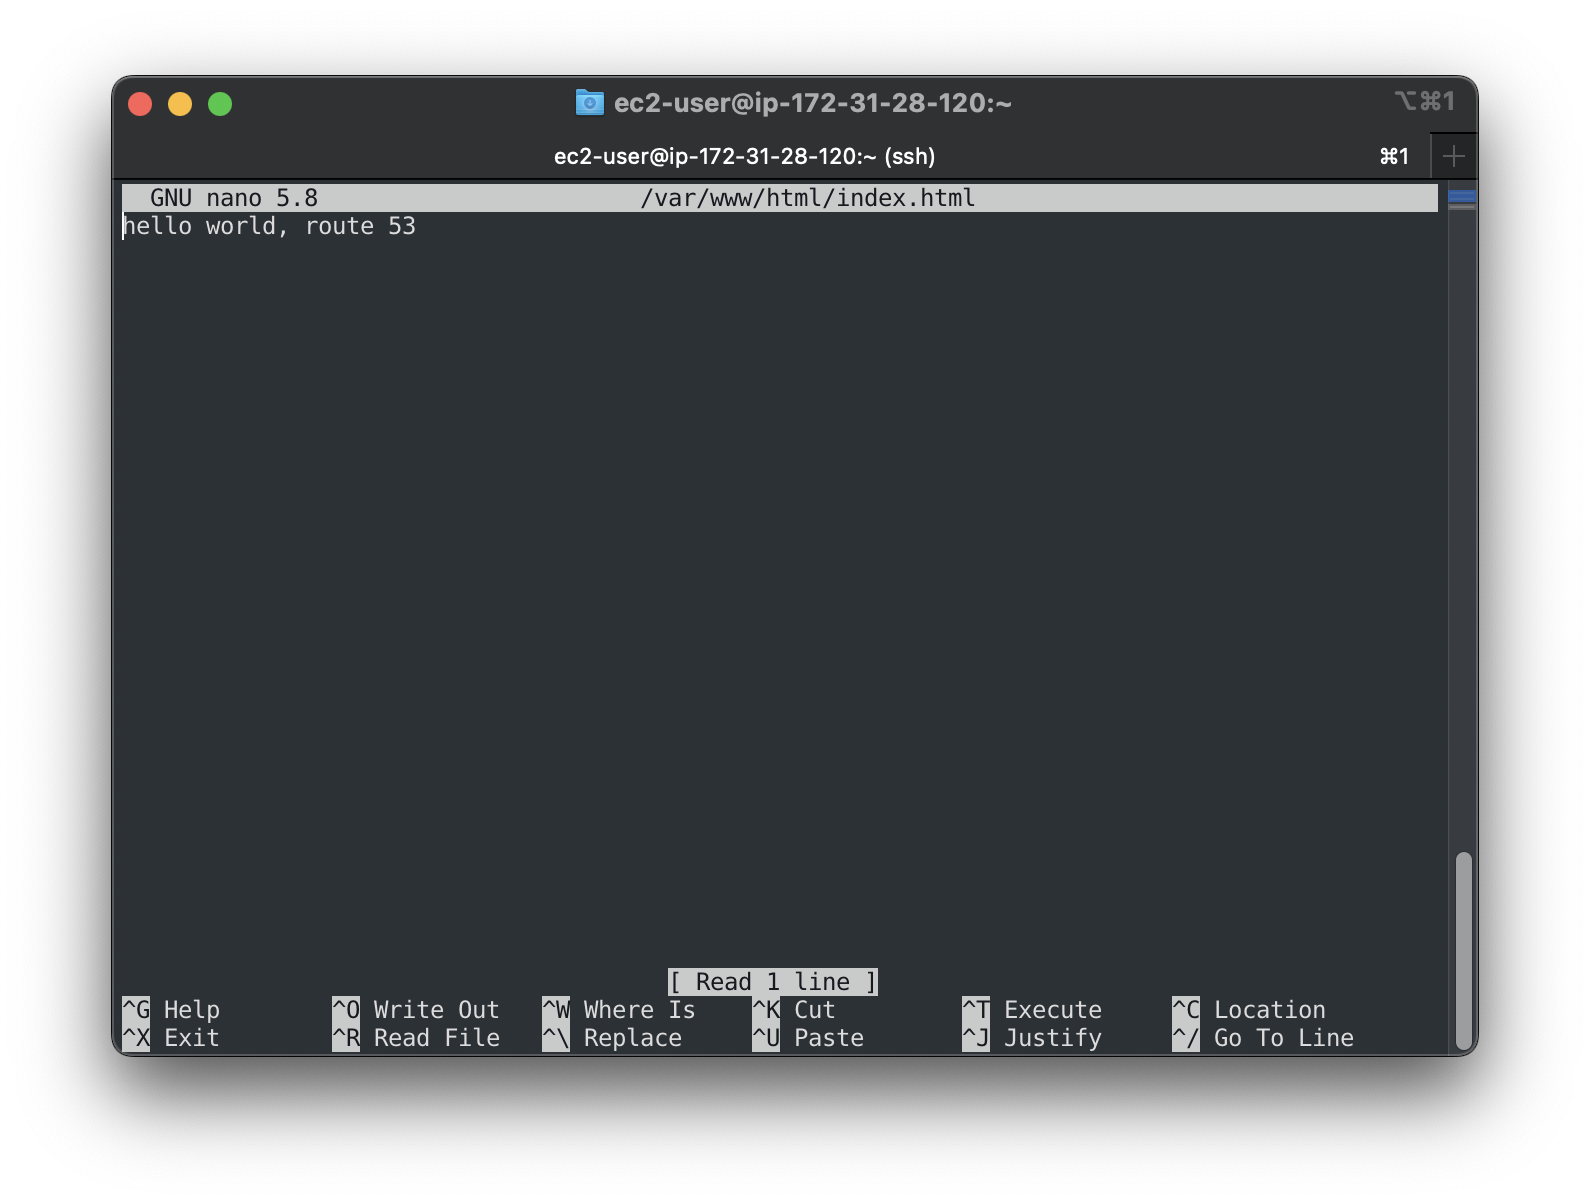 ec2-user@ip-172-31-28-120:~ ⌥⌘1
ec2-user@ip-172-31-28-120:~ (ssh) ⌘1
GNU nano 5.8 /var/www/html/index.html
hello world, route 53
[ Read 1 line ]
^G Help ^O Write Out ^W Where Is ^K Cut ^T Execute ^C Location
^X Exit ^R Read File ^\ Replace ^U Paste ^J Justify ^/ Go To Line